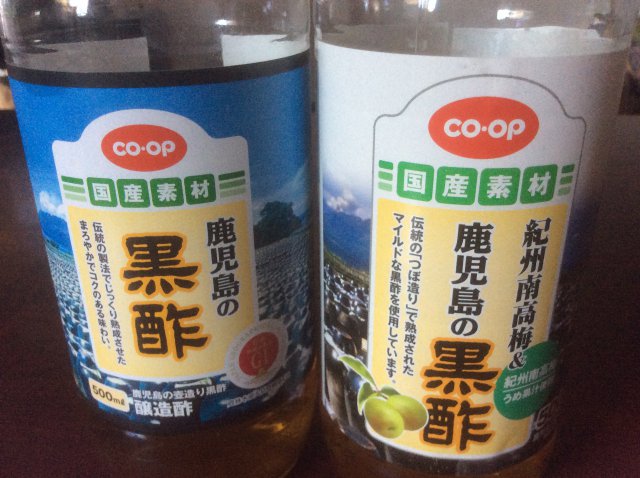 CO-OP
国産素材
鹿児島の
黒酢
伝統の製法でじっくり熟成させた
まろやかでコクのある味わい。
500ml
鹿児島の壺造り黒酢
醸造酢
CO-OP
国産素材
紀州南高梅&
鹿児島の黒酢
伝統の「つぼ造り」で熟成された
マイルドな黒酢を使用しています。
紀州南高
うめ果汁